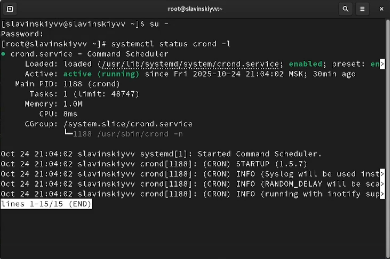 root@slavinskiyv ~
[slavinskiyvv@slavinskiyvv ~]$ su -
Password:
[root@slavinskiyvv ~]# systemctl status crond -l
● crond.service - Command Scheduler
Loaded: loaded (/usr/lib/systemd/system/crond.service; enabled; preset: en>
Active: active (running) since Fri 2025-10-24 21:04:02 MSK; 30min ago
Main PID: 1188 (crond)
Tasks: 1 (limit: 48747)
Memory: 1.0M
CPU: 8ms
CGroup: /system.slice/crond.service
└─1188 /usr/sbin/crond -n
Oct 24 21:04:02 slavinskiyvv systemd[1]: Started Command Scheduler.
Oct 24 21:04:02 slavinskiyvv crond[1188]: (CRON) STARTUP (1.5.7)
Oct 24 21:04:02 slavinskiyvv crond[1188]: (CRON) INFO (Syslog will be used inst>
Oct 24 21:04:02 slavinskiyvv crond[1188]: (CRON) INFO (RANDOM_DELAY will be sca>
Oct 24 21:04:02 slavinskiyvv crond[1188]: (CRON) INFO (running with inotify sup>
lines 1-15/15 (END)